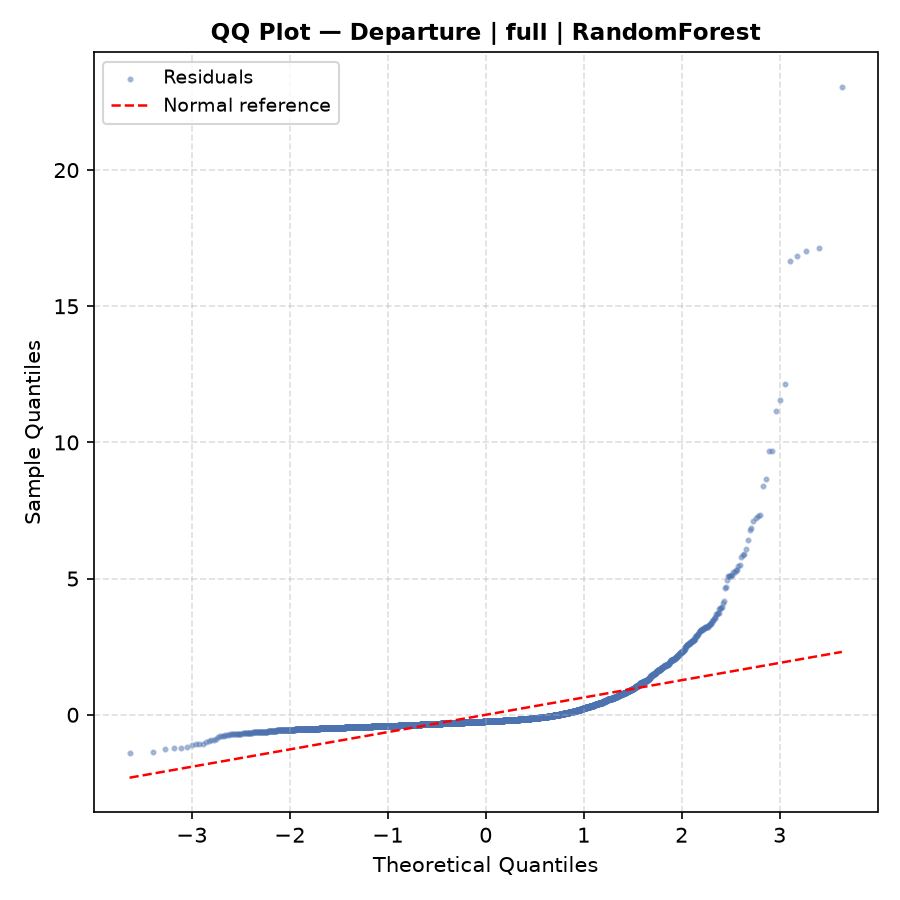 QQ Plot — Departure | full | RandomForest
Residuals
Normal reference
Sample Quantiles
20
15
10
5
0
−3
−2
−1
0
1
2
3
Theoretical Quantiles